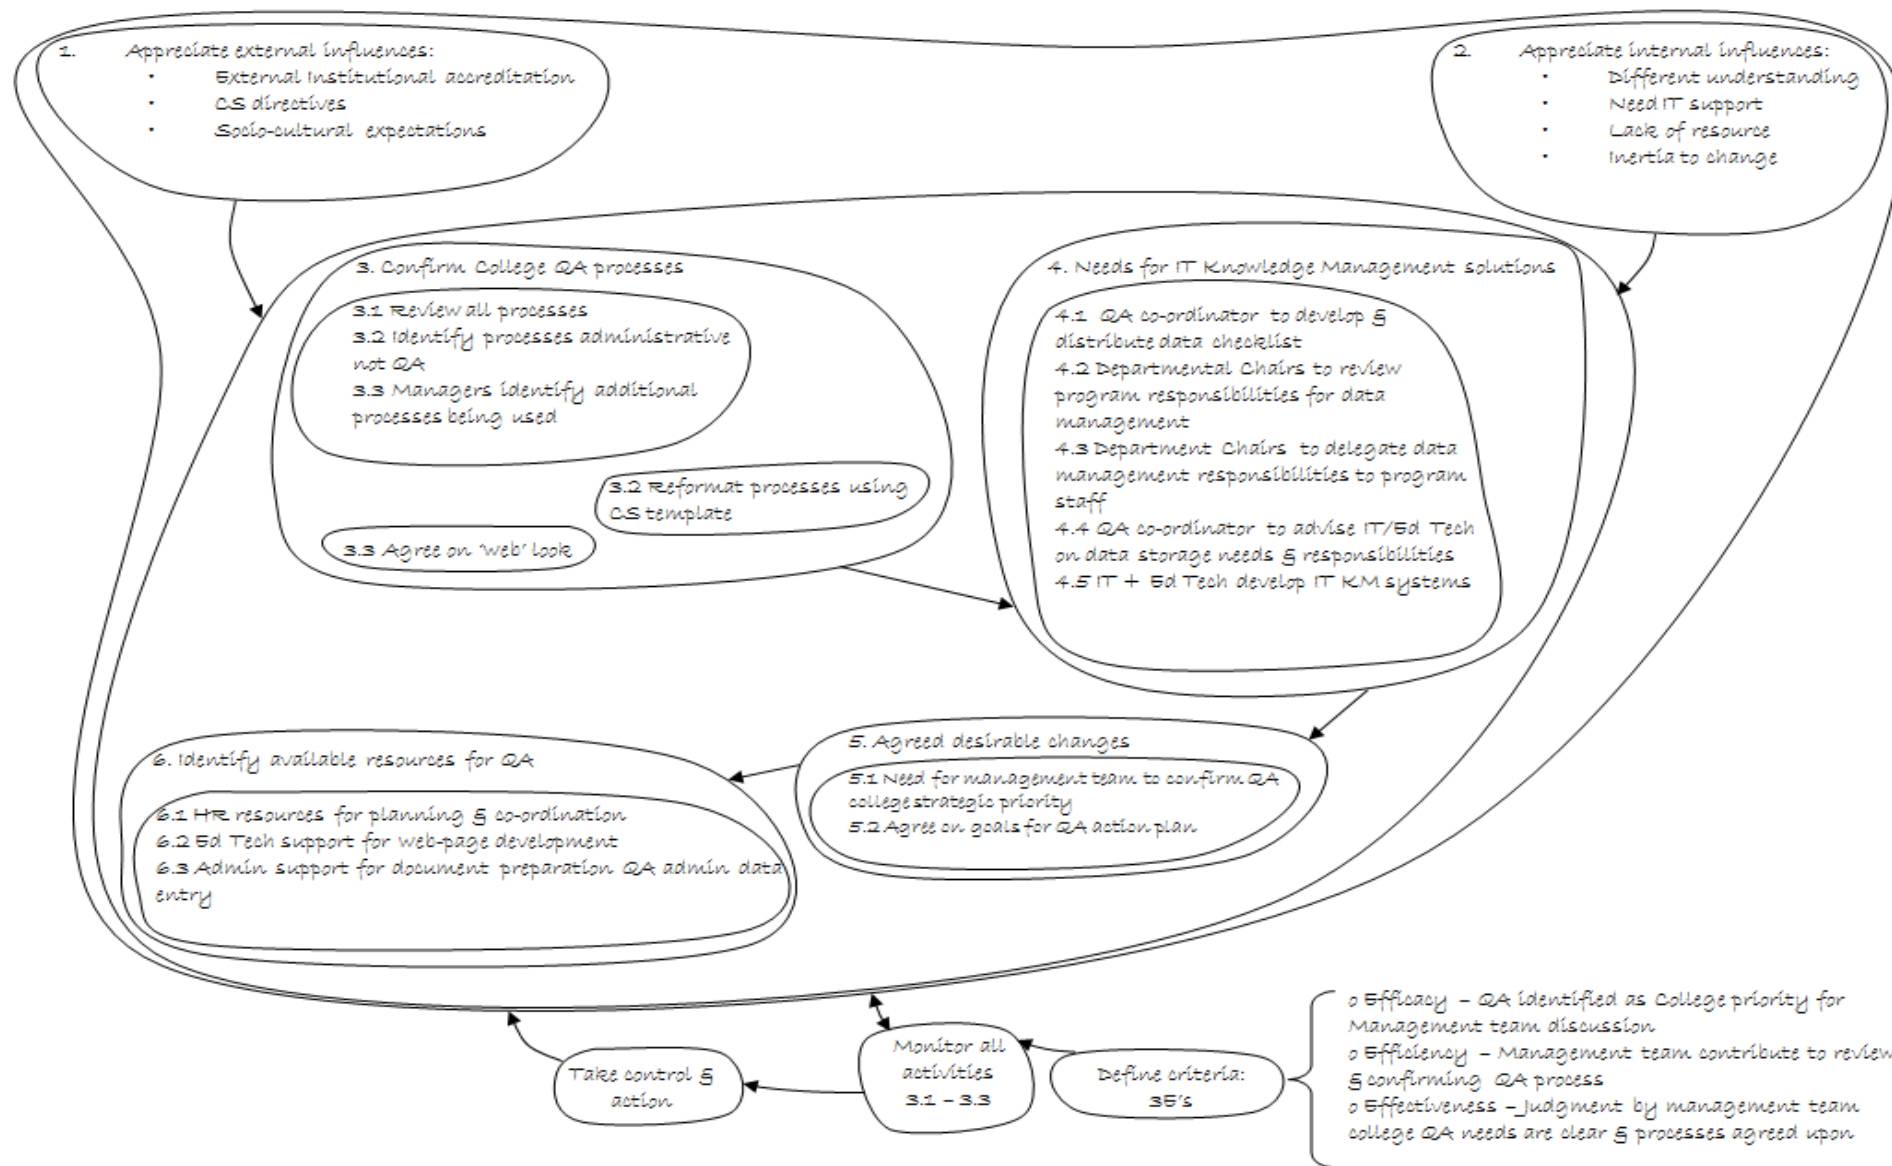 1. Appreciate external influences:
• External Institutional accreditation
• CS directives
• Socio-cultural expectations
2. Appreciate internal influences:
• Different understanding
• Need IT support
• Lack of resource
• Inertia to change
3. Confirm College QA processes
3.1 Review all processes
3.2 Identify processes administrative
not QA
3.3 Managers identify additional
processes being used
3.2 Reformat processes using
CS template
3.3 Agree on 'web' look
4. Needs for IT Knowledge Management solutions
4.1 QA co-ordinator to develop &
distribute data checklist
4.2 Departmental Chairs to review
program responsibilities for data
management
4.3 Department Chairs to delegate data
management responsibilities to program
staff
4.4 QA co-ordinator to advise IT/Ed Tech
on data storage needs & responsibilities
4.5 IT + Ed Tech develop IT KM systems
5. Agreed desirable changes
5.1 Need for management team to confirm QA
college strategic priority
5.2 Agree on goals for QA action plan
6. Identify available resources for QA
6.1 HR resources for planning & co-ordination
6.2 Ed Tech support for web-page development
6.3 Admin support for document preparation QA admin data
entry
Take control &
action
Monitor all
activities
3.1 – 3.3
Define criteria:
3E's
o Efficacy – QA identified as College priority for
Management team discussion
o Efficiency – Management team contribute to review
& confirming QA process
o Effectiveness – Judgment by management team
college QA needs are clear & processes agreed upon